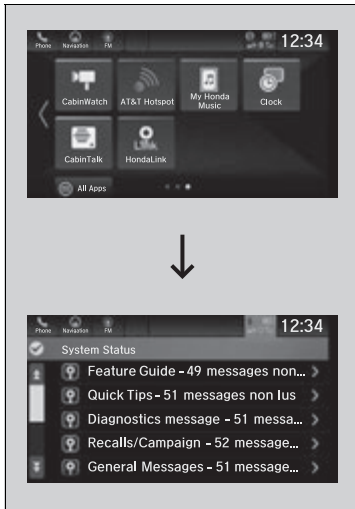 Phone Navigation FM 12:34
CabinWatch AT&T Hotspot My Honda Music Clock
CabinTalk HondaLink
All Apps
Phone Navigation FM 12:34
System Status
Feature Guide – 49 messages non...
Quick Tips – 51 messages non lus
Diagnostics message – 51 messa...
Recalls/Campaign – 52 message...
General Messages – 51 message...